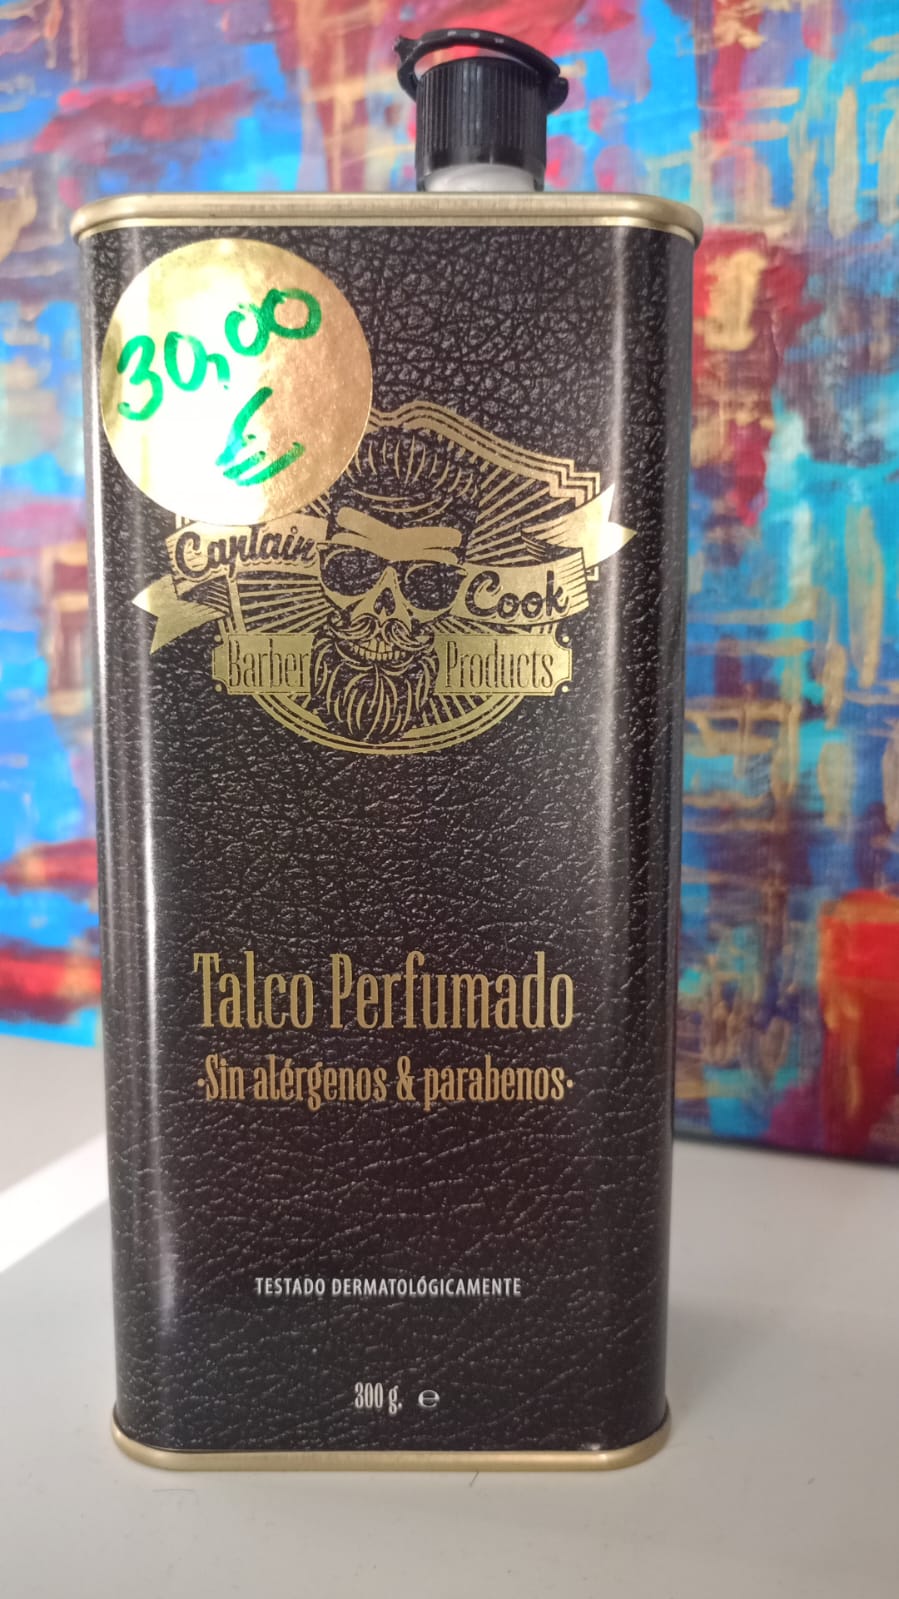 30,00
€
Captain
Cook
Barber Products
Talco Perfumado
·Sin alérgenos & parabenos·
TESTADO DERMATOLÓGICAMENTE
300 g. ℮